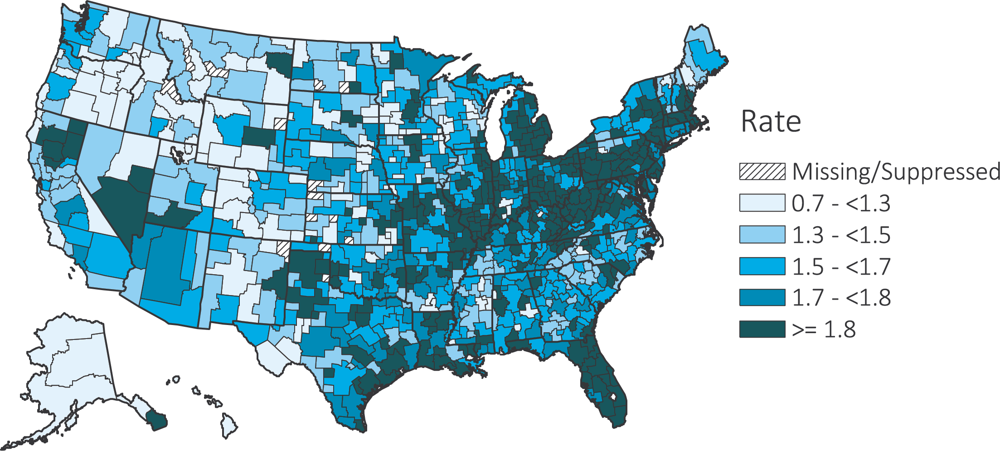 Rate
Missing/Suppressed
0.7 - <1.3
1.3 - <1.5
1.5 - <1.7
1.7 - <1.8
>= 1.8